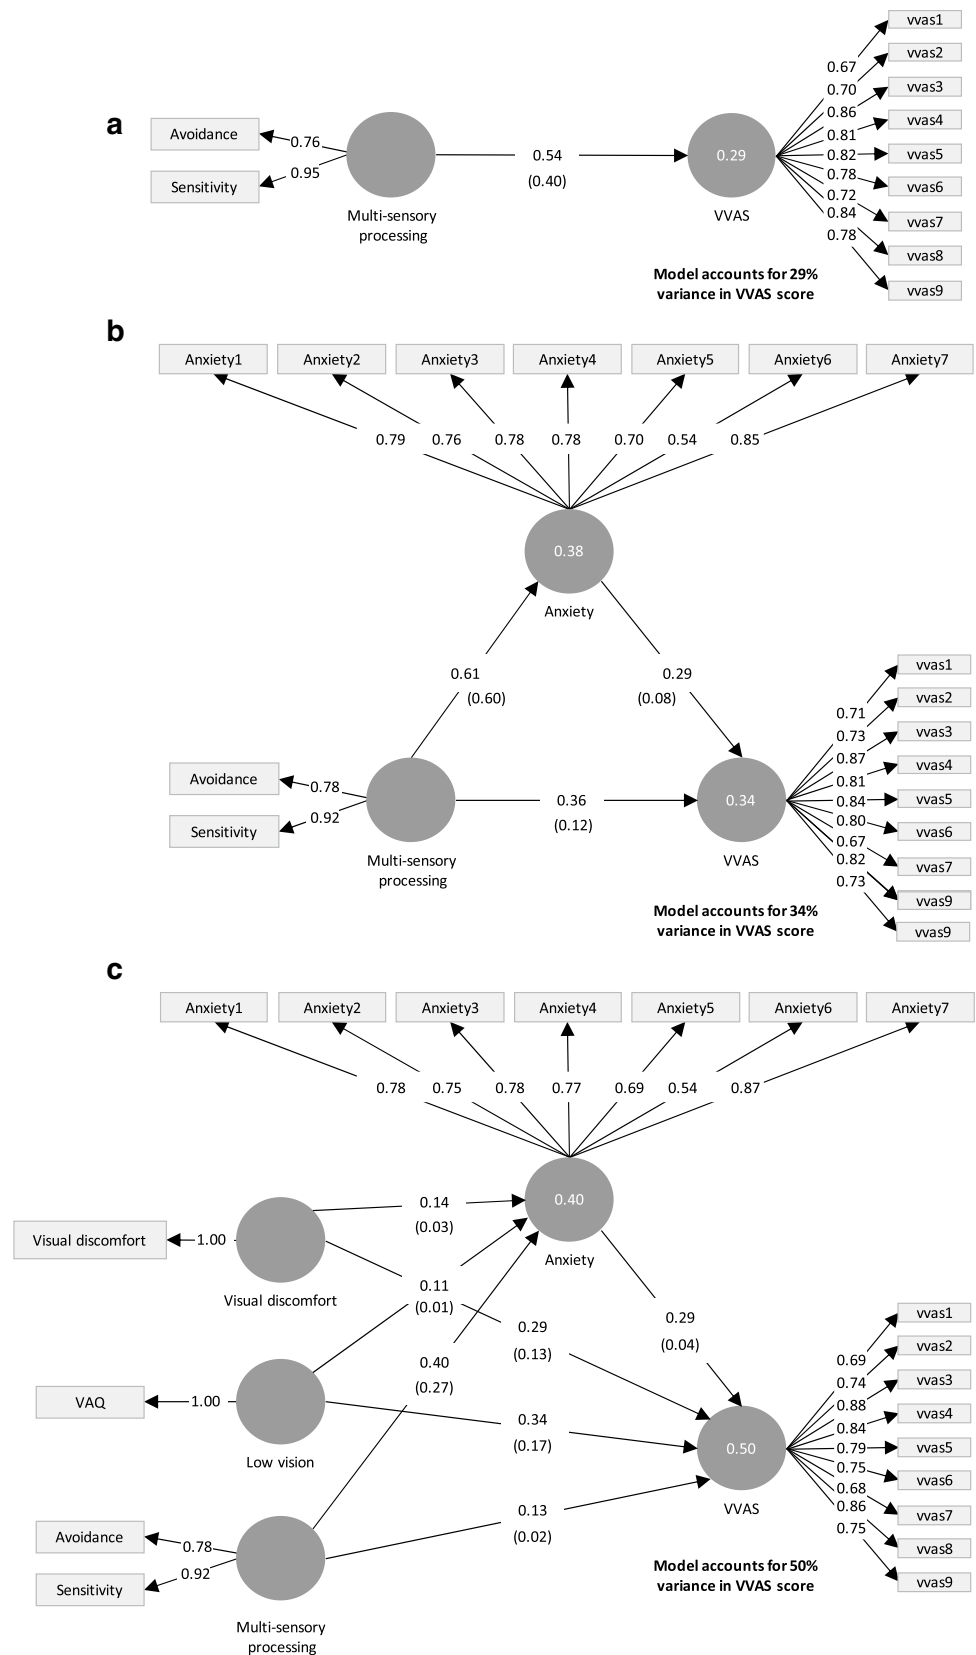 a
Avoidance
Sensitivity
0.76
0.95
Multi-sensory
processing
0.54
(0.40)
0.29
VVAS
0.67
0.70
0.86
0.81
0.82
0.78
0.72
0.84
0.78
vvas1
vvas2
vvas3
vvas4
vvas5
vvas6
vvas7
vvas8
vvas9
Model accounts for 29%
variance in VVAS score
b
Anxiety1 Anxiety2 Anxiety3 Anxiety4 Anxiety5 Anxiety6 Anxiety7
0.79 0.76 0.78 0.78 0.70 0.54 0.85
0.38
Anxiety
0.61
(0.60)
0.29
(0.08)
Avoidance
Sensitivity
0.78
0.92
Multi-sensory
processing
0.36
(0.12)
0.34
VVAS
0.71
0.73
0.87
0.81
0.84
0.80
0.67
0.82
0.73
vvas1
vvas2
vvas3
vvas4
vvas5
vvas6
vvas7
vvas9
vvas9
Model accounts for 34%
variance in VVAS score
c
Anxiety1 Anxiety2 Anxiety3 Anxiety4 Anxiety5 Anxiety6 Anxiety7
0.78 0.75 0.78 0.77 0.69 0.54 0.87
0.40
Anxiety
Visual discomfort
1.00
Visual discomfort
0.14
(0.03)
0.11
(0.01)
0.29
(0.13)
0.40
(0.27)
0.29
(0.04)
VAQ
1.00
Low vision
0.34
(0.17)
Avoidance
Sensitivity
0.78
0.92
Multi-sensory
processing
0.13
(0.02)
0.50
VVAS
0.69
0.74
0.88
0.84
0.79
0.75
0.68
0.86
0.75
vvas1
vvas2
vvas3
vvas4
vvas5
vvas6
vvas7
vvas8
vvas9
Model accounts for 50%
variance in VVAS score